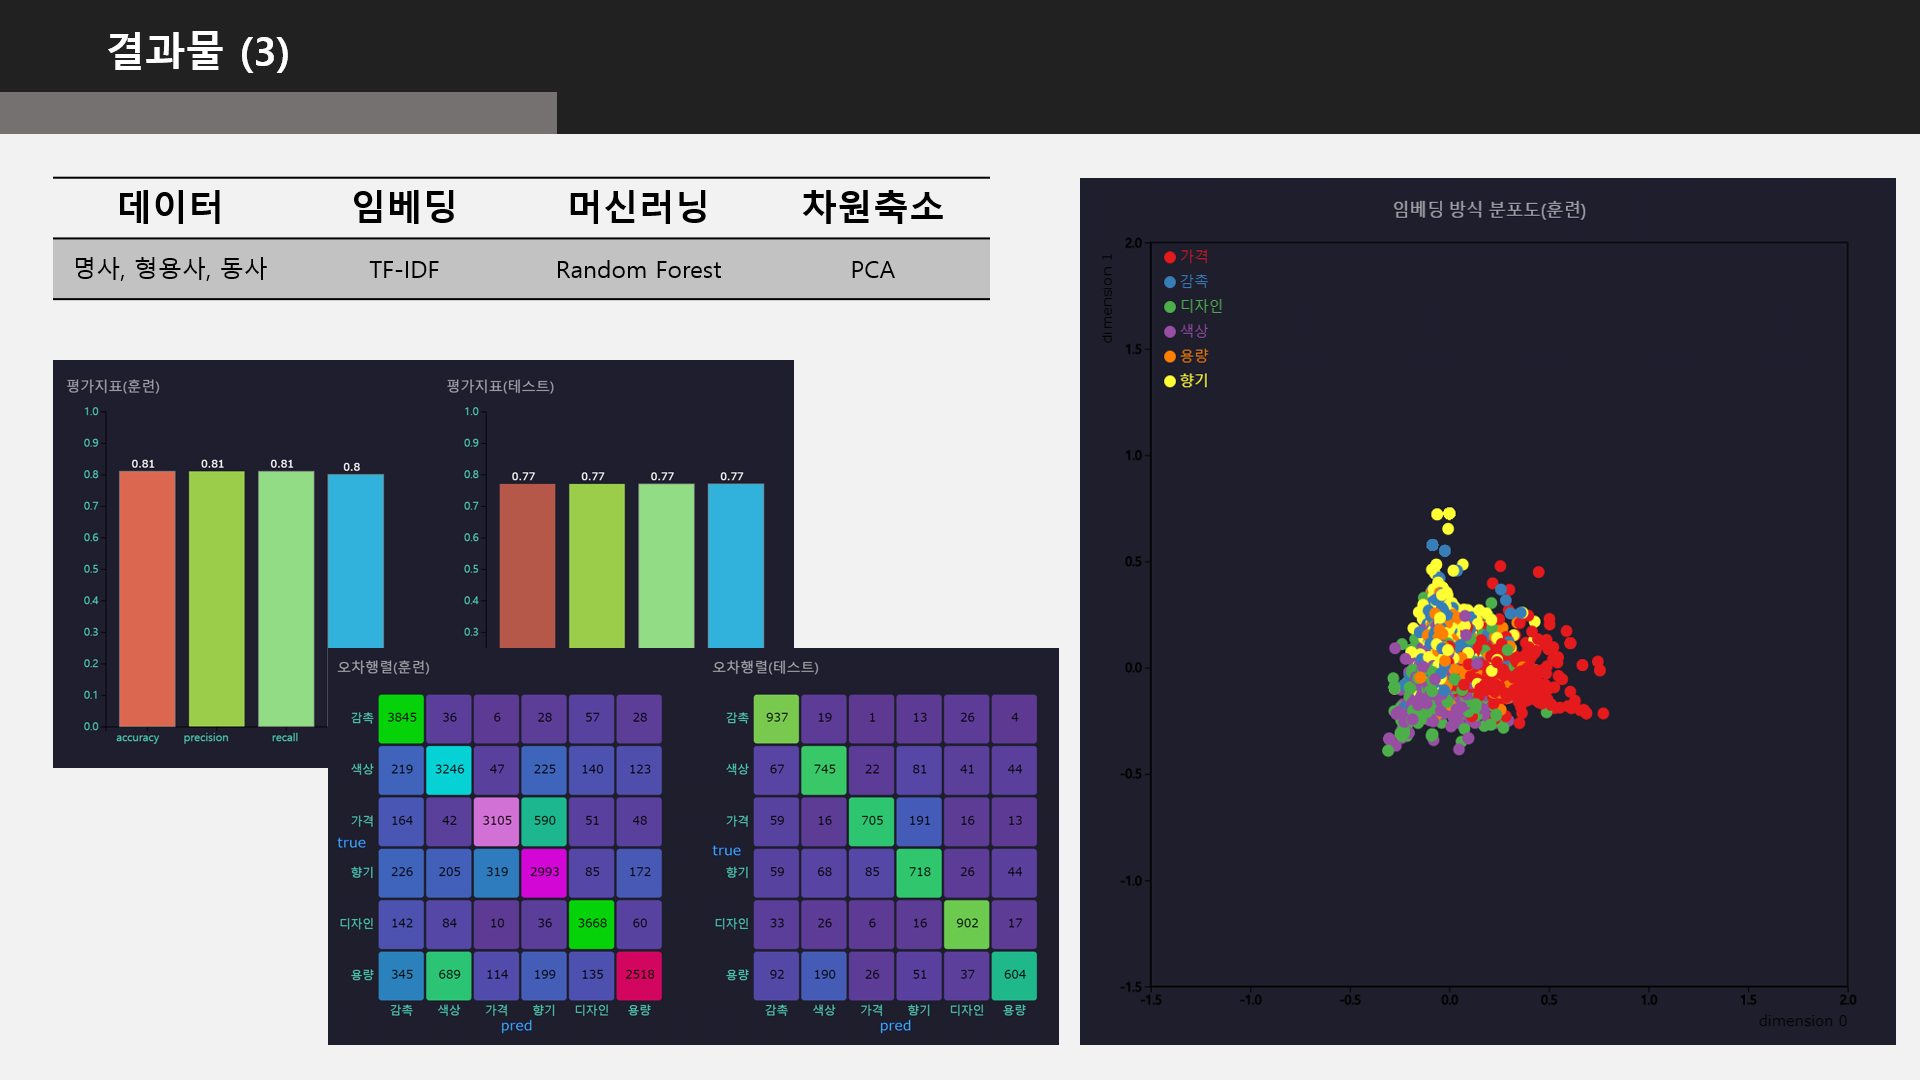 결과물 (3)
데이터 임베딩 머신러닝 차원축소
명사, 형용사, 동사 TF-IDF Random Forest PCA
평가지표(훈련)
1.0
0.9
0.8
0.7
0.6
0.5
0.4
0.3
0.2
0.1
0.0
0.81 0.81 0.81 0.8
accuracy precision recall
평가지표(테스트)
1.0
0.9
0.8
0.7
0.6
0.5
0.4
0.3
0.77 0.77 0.77 0.77
오차행렬(훈련)
감촉 3845 36 6 28 57 28
색상 219 3246 47 225 140 123
가격 164 42 3105 590 51 48
true
향기 226 205 319 2993 85 172
디자인 142 84 10 36 3668 60
용량 345 689 114 199 135 2518
감촉 색상 가격 향기 디자인 용량
pred
오차행렬(테스트)
감촉 937 19 1 13 26 4
색상 67 745 22 81 41 44
가격 59 16 705 191 16 13
true
향기 59 68 85 718 26 44
디자인 33 26 6 16 902 17
용량 92 190 26 51 37 604
감촉 색상 가격 향기 디자인 용량
pred
임베딩 방식 분포도(훈련)
dimension 1
2.0
1.5
1.0
0.5
0.0
-0.5
-1.0
-1.5
가격
감촉
디자인
색상
용량
향기
-1.5 -1.0 -0.5 0.0 0.5 1.0 1.5 2.0
dimension 0